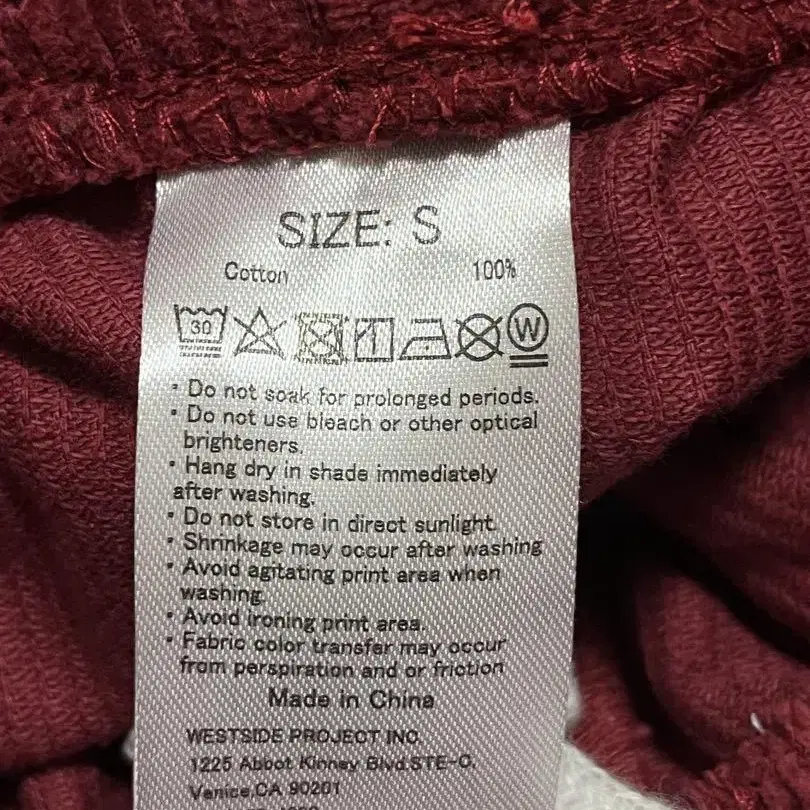 SIZE: S
Cotton 100%
30 W
• Do not soak for prolonged periods.
• Do not use bleach or other optical
brighteners.
• Hang dry in shade immediately
after washing.
• Do not store in direct sunlight.
• Shrinkage may occur after washing
• Avoid agitating print area when
washing.
• Avoid ironing print area.
• Fabric color transfer may occur
from perspiration and or friction
Made in China
WESTSIDE PROJECT INC.
1225 Abbot Kinney Blvd.STE-C.
Venice,CA 90201